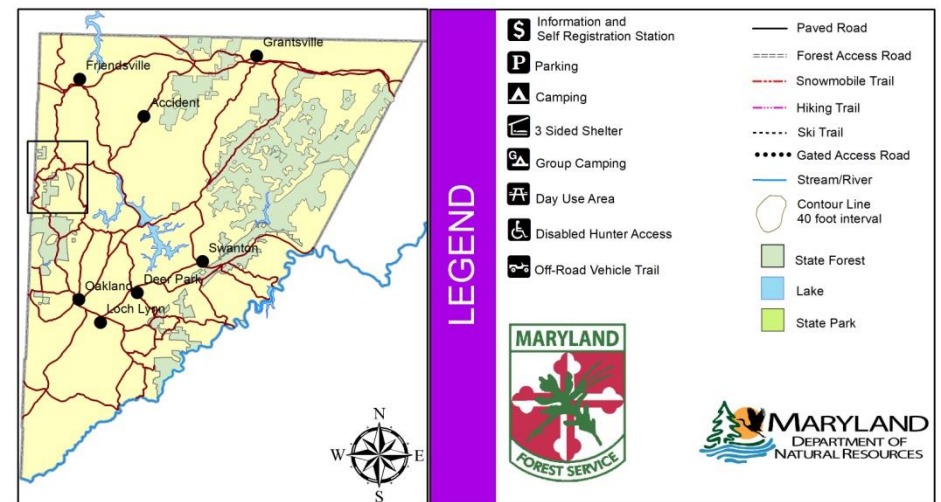 Grantsville
Friendsville
Accident
Swanton
Deer Park
Oakland
Loch Lynn
N
W E
S
LEGEND
$ Information and
Self Registration Station
P Parking
Camping
3 Sided Shelter
G Group Camping
Day Use Area
Disabled Hunter Access
Off-Road Vehicle Trail
Paved Road
Forest Access Road
Snowmobile Trail
Hiking Trail
Ski Trail
Gated Access Road
Stream/River
Contour Line
40 foot interval
State Forest
Lake
State Park
MARYLAND
FOREST SERVICE
MARYLAND
DEPARTMENT OF
NATURAL RESOURCES